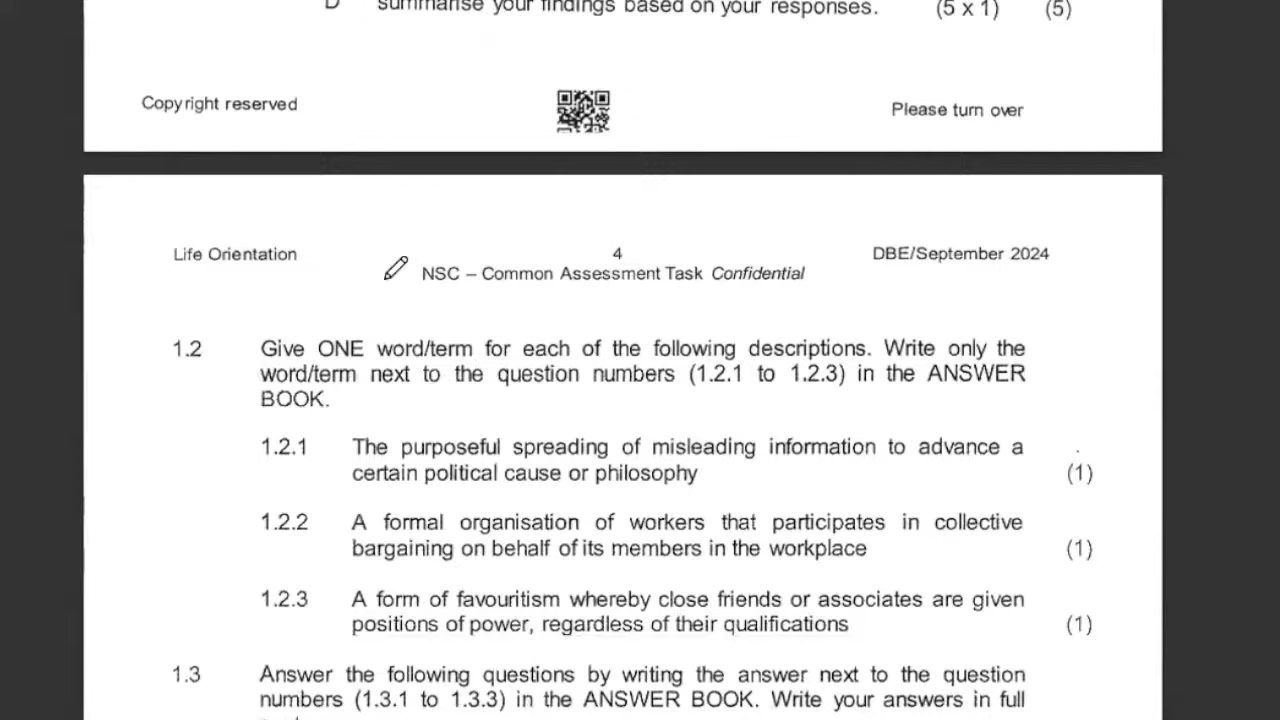 D summarise your findings based on your responses. (5 x 1) (5)
Copyright reserved
Please turn over
Life Orientation 4 DBE/September 2024
NSC – Common Assessment Task Confidential
1.2 Give ONE word/term for each of the following descriptions. Write only the
word/term next to the question numbers (1.2.1 to 1.2.3) in the ANSWER
BOOK.
1.2.1 The purposeful spreading of misleading information to advance a
certain political cause or philosophy (1)
1.2.2 A formal organisation of workers that participates in collective
bargaining on behalf of its members in the workplace (1)
1.2.3 A form of favouritism whereby close friends or associates are given
positions of power, regardless of their qualifications (1)
1.3 Answer the following questions by writing the answer next to the question
numbers (1.3.1 to 1.3.3) in the ANSWER BOOK. Write your answers in full